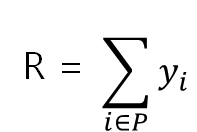 R = ∑_{i∈P} y_i